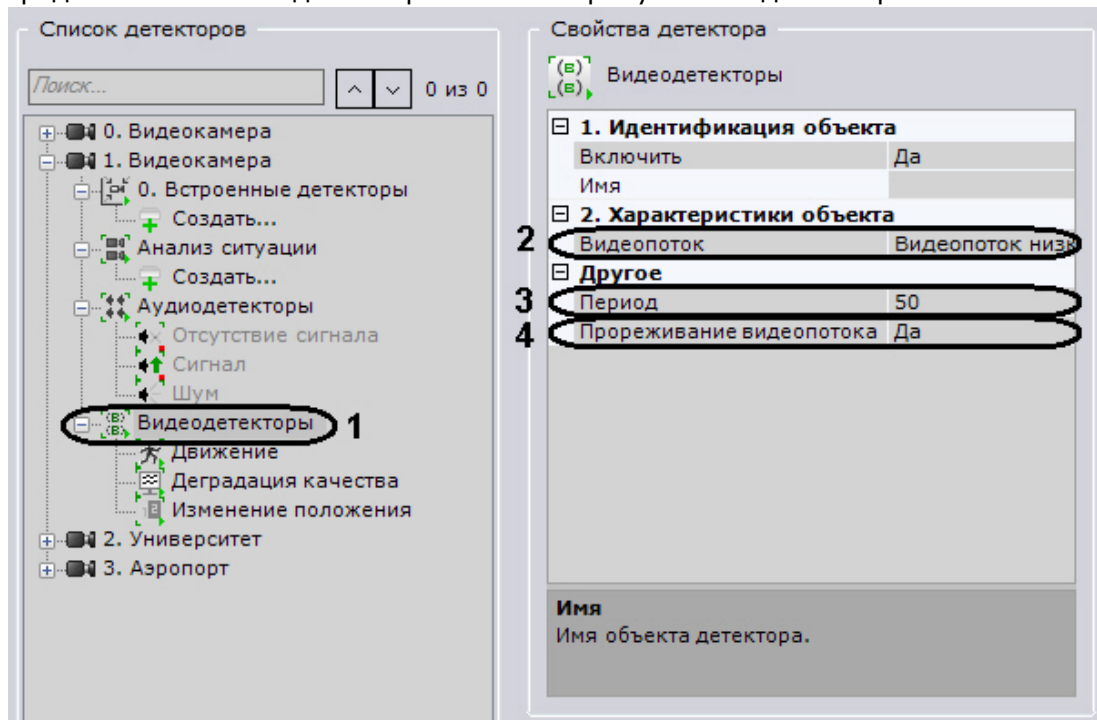 Список детекторов
Поиск...
0 из 0
0. Видеокамера
1. Видеокамера
0. Встроенные детекторы
Создать...
Анализ ситуации
Создать...
Аудиодетекторы
Отсутствие сигнала
Сигнал
Шум
Видеодетекторы 1
Движение
Деградация качества
Изменение положения
2. Университет
3. Аэропорт
Свойства детектора
Видеодетекторы
1. Идентификация объекта
Включить Да
Имя
2. Характеристики объекта
2 Видеопоток Видеопоток низк
Другое
3 Период 50
4 Прореживание видеопотока Да
Имя
Имя объекта детектора.